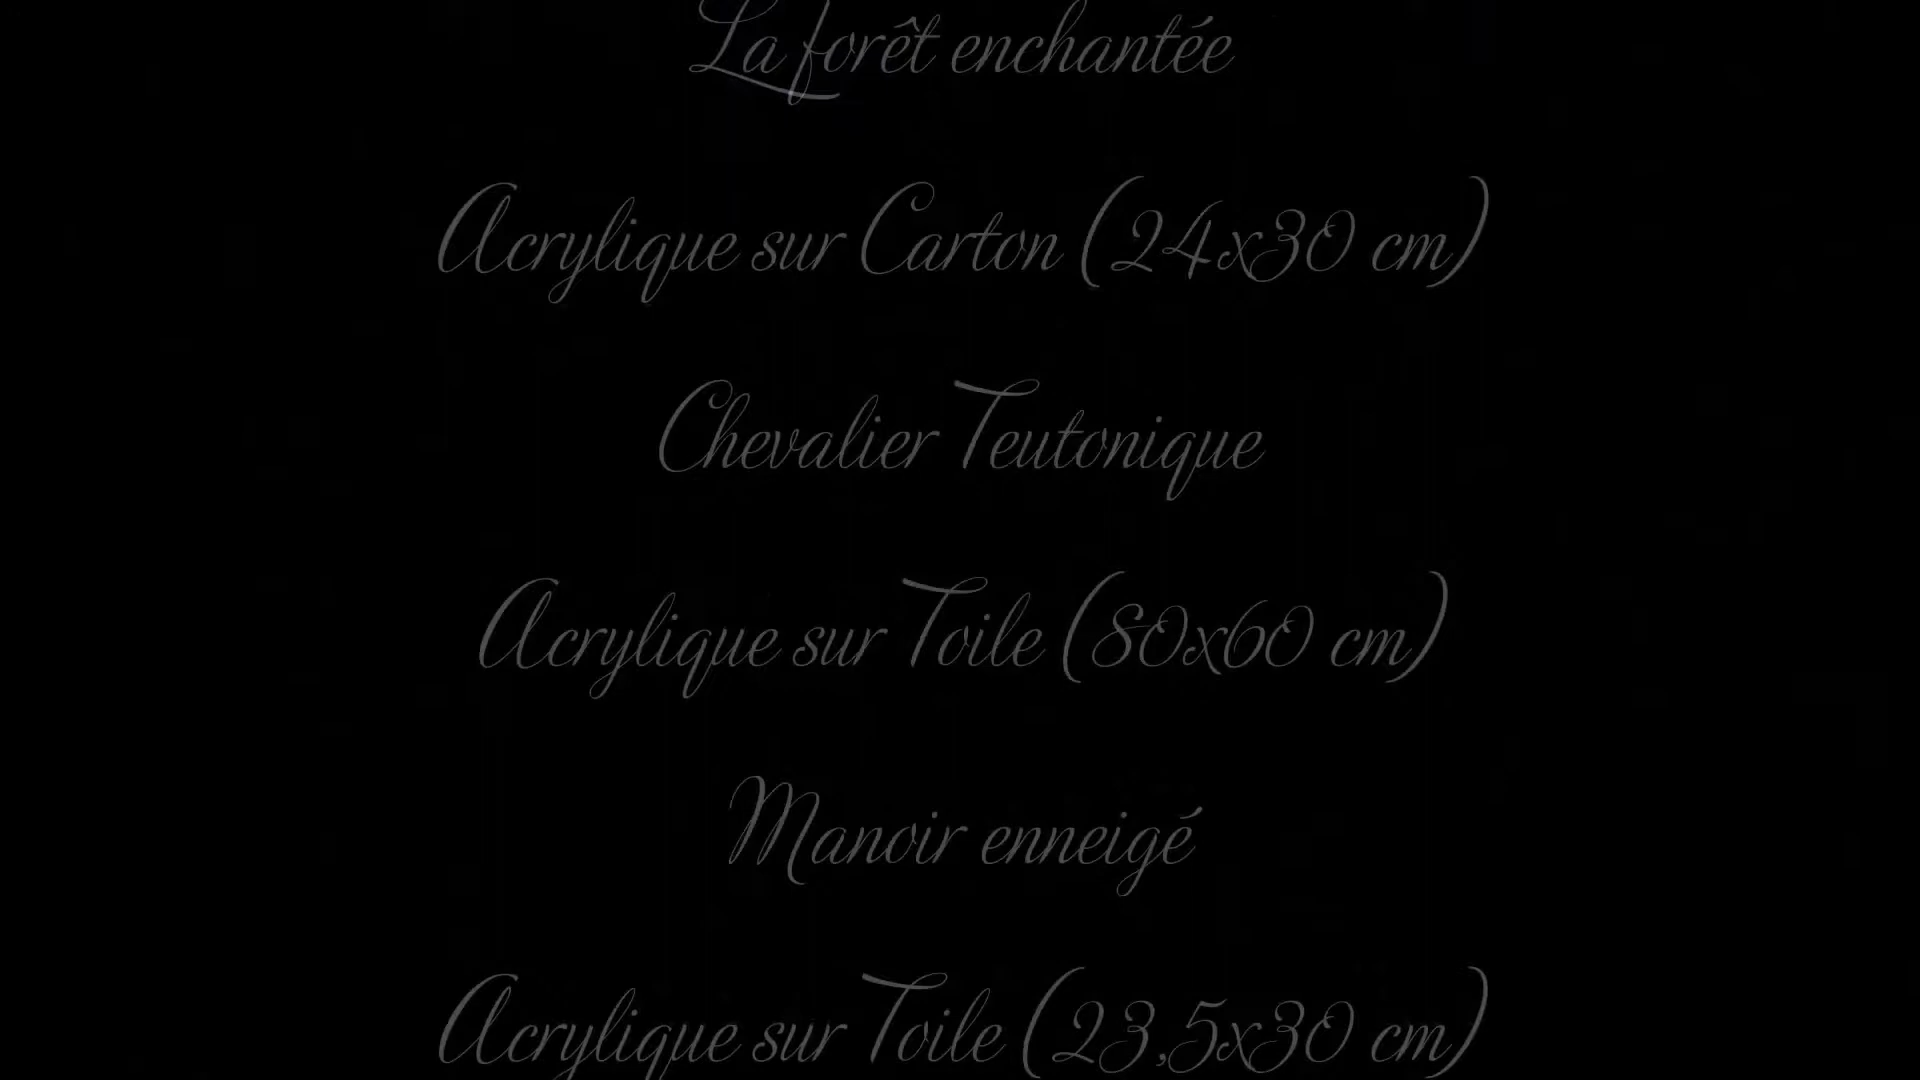 La forêt enchantée
Acrylique sur Carton (24x30 cm)
Chevalier Teutonique
Acrylique sur Toile (80x60 cm)
Manoir enneigé
Acrylique sur Toile (23,5x30 cm)